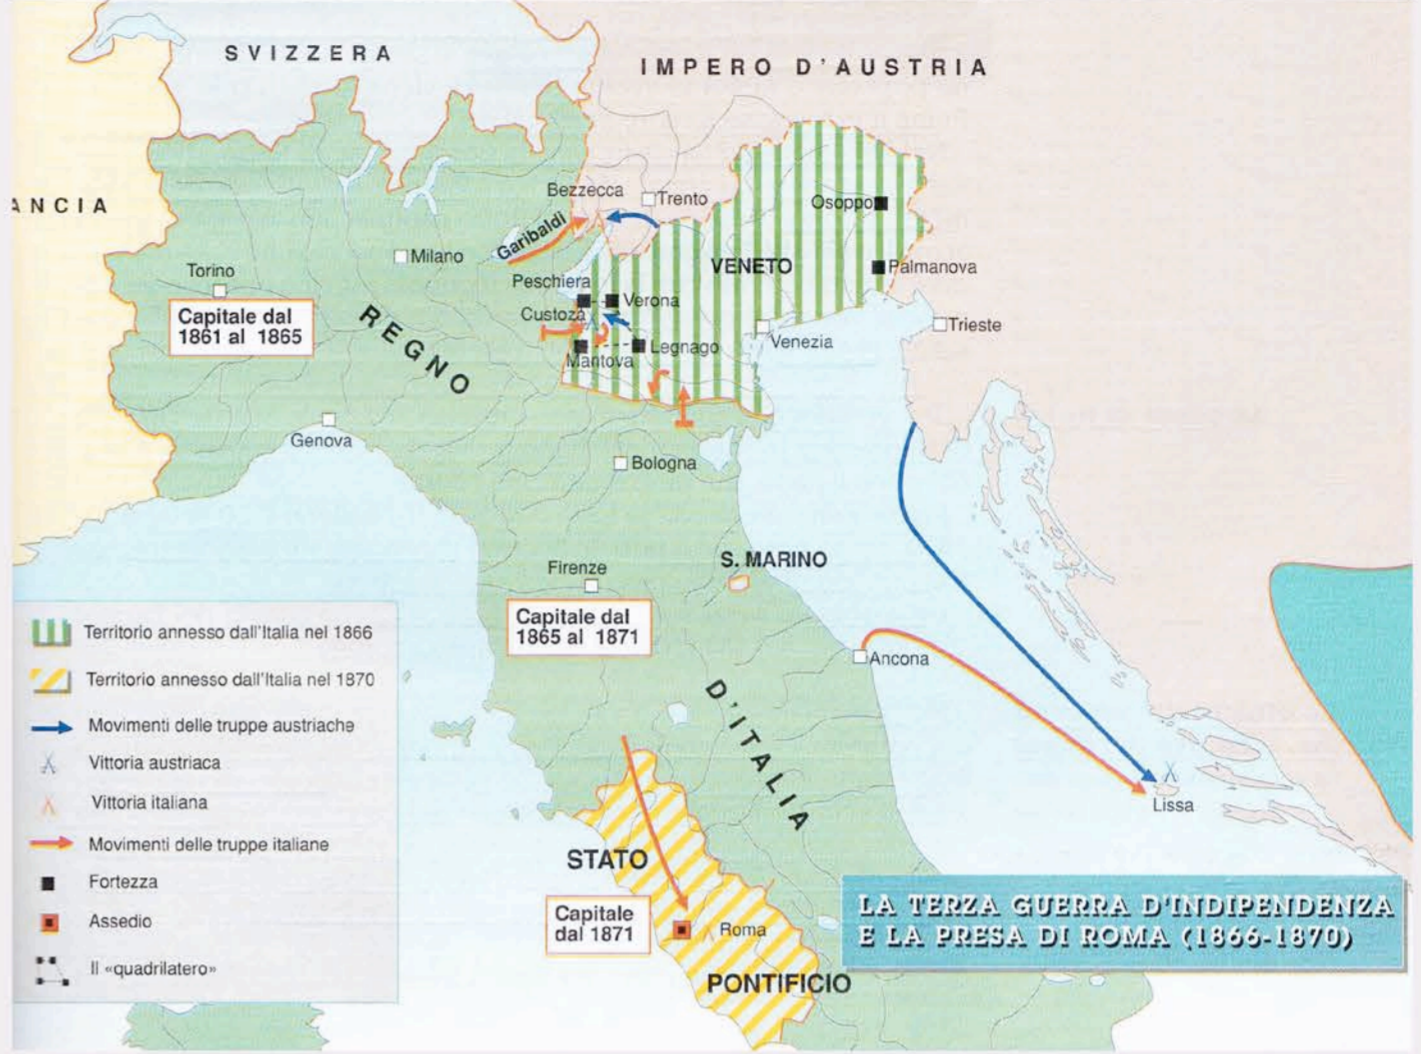 SVIZZERA
IMPERO D'AUSTRIA
ANCIA
Bezzecca
Trento
Osoppo
Garibaldi
Milano
VENETO
Palmanova
Torino
Peschiera
Verona
Capitale dal
1861 al 1865
Custoza
Trieste
REGNO
Venezia
Legnago
Mantova
Genova
Bologna
S. MARINO
Firenze
Capitale dal
1865 al 1871
Ancona
D'ITALIA
Lissa
STATO
Capitale
dal 1871
Roma
PONTIFICIO
Territorio annesso dall'Italia nel 1866
Territorio annesso dall'Italia nel 1870
Movimenti delle truppe austriache
Vittoria austriaca
Vittoria italiana
Movimenti delle truppe italiane
Fortezza
Assedio
Il «quadrilatero»
LA TERZA GUERRA D'INDIPENDENZA
E LA PRESA DI ROMA (1866-1870)